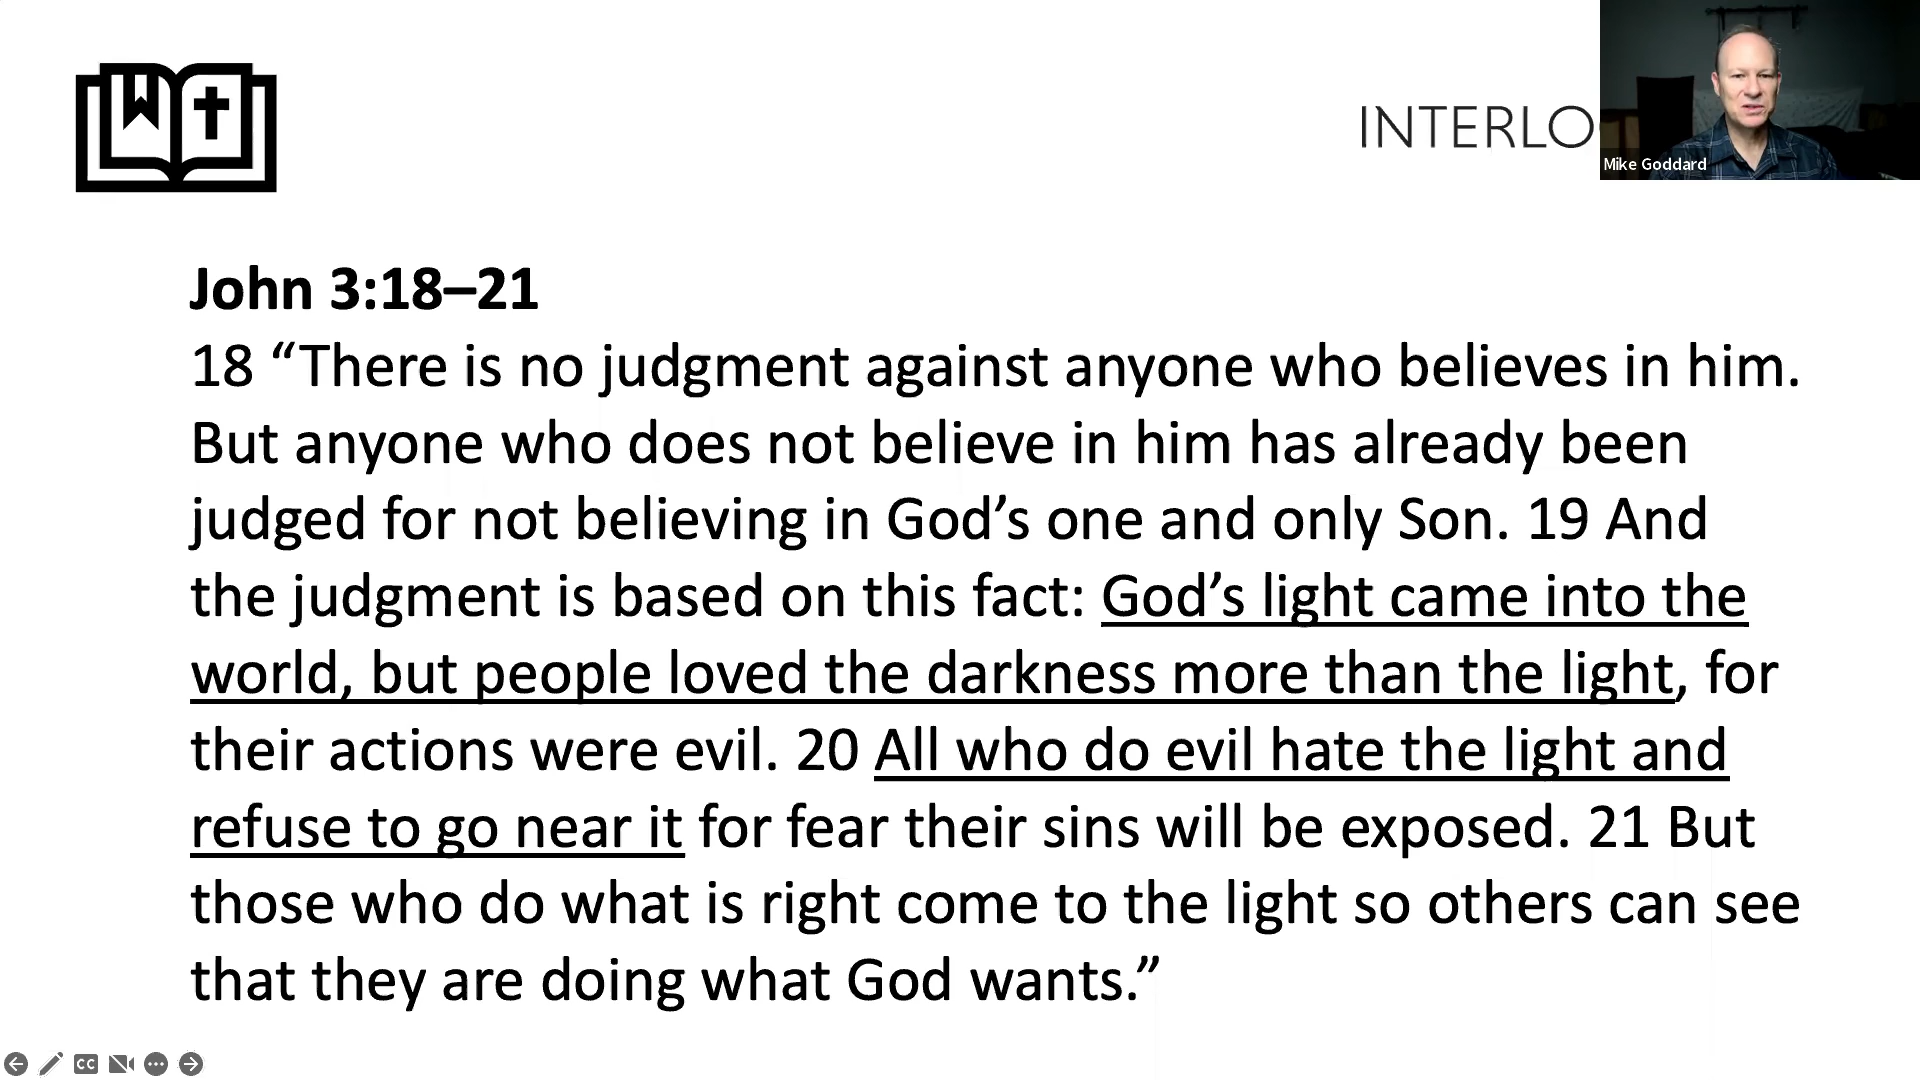 INTERLO
Mike Goddard
John 3:18–21
18 “There is no judgment against anyone who believes in him.
But anyone who does not believe in him has already been
judged for not believing in God’s one and only Son. 19 And
the judgment is based on this fact: God’s light came into the
world, but people loved the darkness more than the light, for
their actions were evil. 20 All who do evil hate the light and
refuse to go near it for fear their sins will be exposed. 21 But
those who do what is right come to the light so others can see
that they are doing what God wants.”
CC